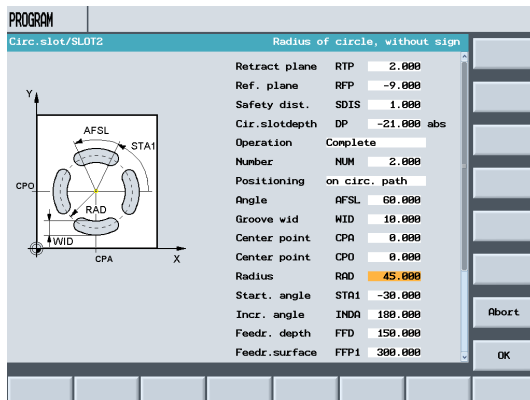 PROGRAM
Circ.slot/SLOT2 Radius of circle, without sign
Retract plane RTP 2.000
Ref. plane RFP -9.000
Safety dist. SDIS 1.000
Cir.slotdepth DP -21.000 abs
Operation Complete
Number NUM 2.000
Positioning on circ. path
Angle AFSL 60.000
Groove wid WID 10.000
Center point CPA 0.000
Center point CPO 0.000
Radius RAD 45.000
Start. angle STA1 -30.000
Incr. angle INDA 180.000
Feedr. depth FFD 150.000
Feedr.surface FFP1 300.000
Y
AFSL
STA1
CPO
RAD
WID
CPA
X
Abort
OK